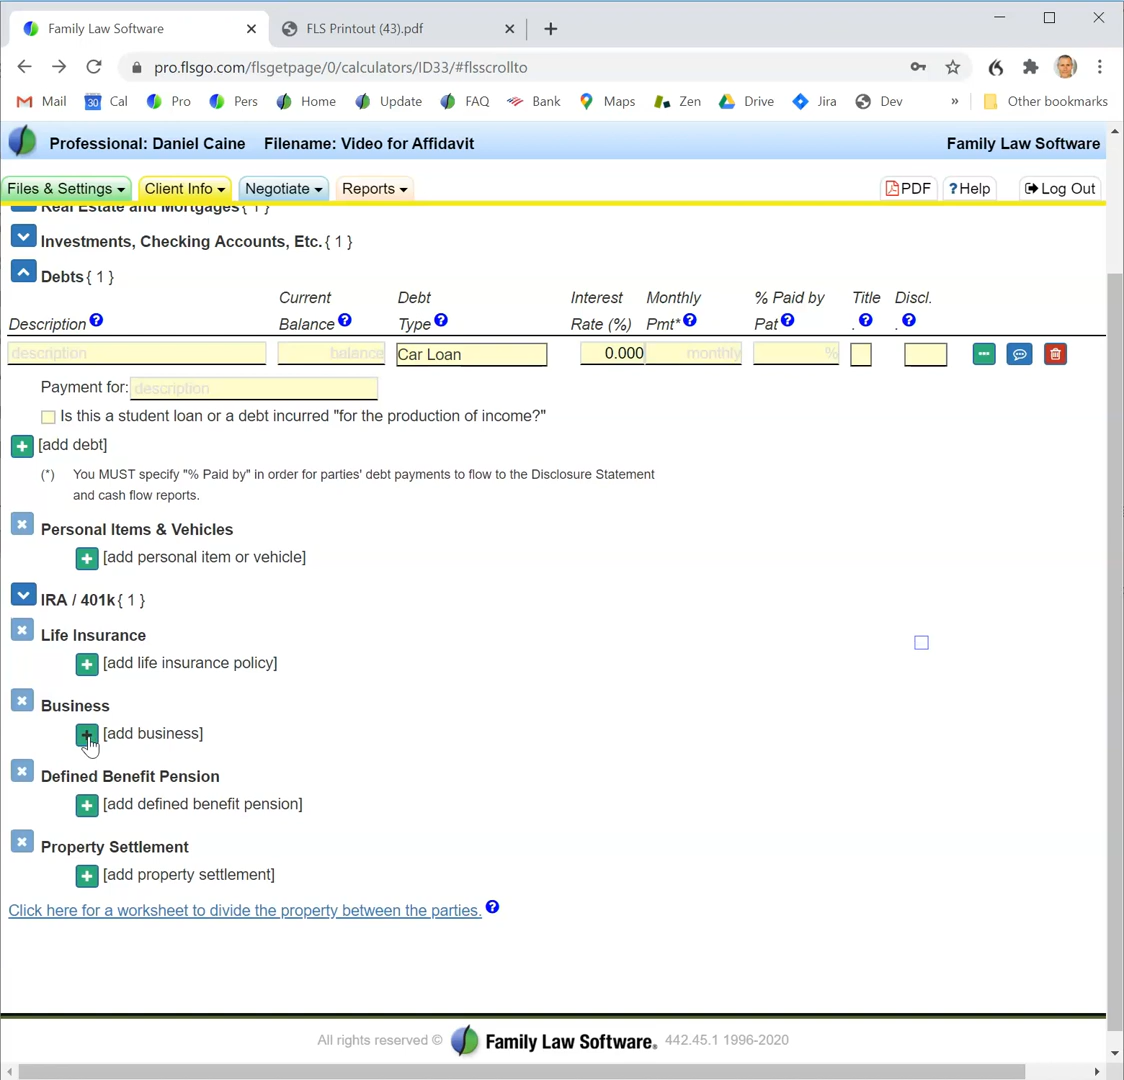 Family Law Software
FLS Printout (43).pdf
pro.flsgo.com/flsgetpage/0/calculators/ID33/#flsscrollto
Mail
30
Cal
Pro
Pers
Home
Update
FAQ
Bank
Maps
Zen
Drive
Jira
Dev
»
Other bookmarks
Professional: Daniel Caine
Filename: Video for Affidavit
Family Law Software
Files & Settings
Client Info
Negotiate
Reports
PDF
?Help
Log Out
Real Estate and Mortgages{ 1 }
Investments, Checking Accounts, Etc.{ 1 }
Debts{ 1 }
Current Debt Interest Monthly % Paid by Title Discl.
Description ? Balance ? Type ? Rate (%) Pmt* ? Pat ? . ? . ?
description balance Car Loan 0.000 monthly %
Payment for: description
Is this a student loan or a debt incurred "for the production of income?"
[add debt]
(*) You MUST specify "% Paid by" in order for parties' debt payments to flow to the Disclosure Statement
and cash flow reports.
Personal Items & Vehicles
[add personal item or vehicle]
IRA / 401k{ 1 }
Life Insurance
[add life insurance policy]
Business
[add business]
Defined Benefit Pension
[add defined benefit pension]
Property Settlement
[add property settlement]
Click here for a worksheet to divide the property between the parties. ?
All rights reserved © Family Law Software® 442.45.1 1996-2020